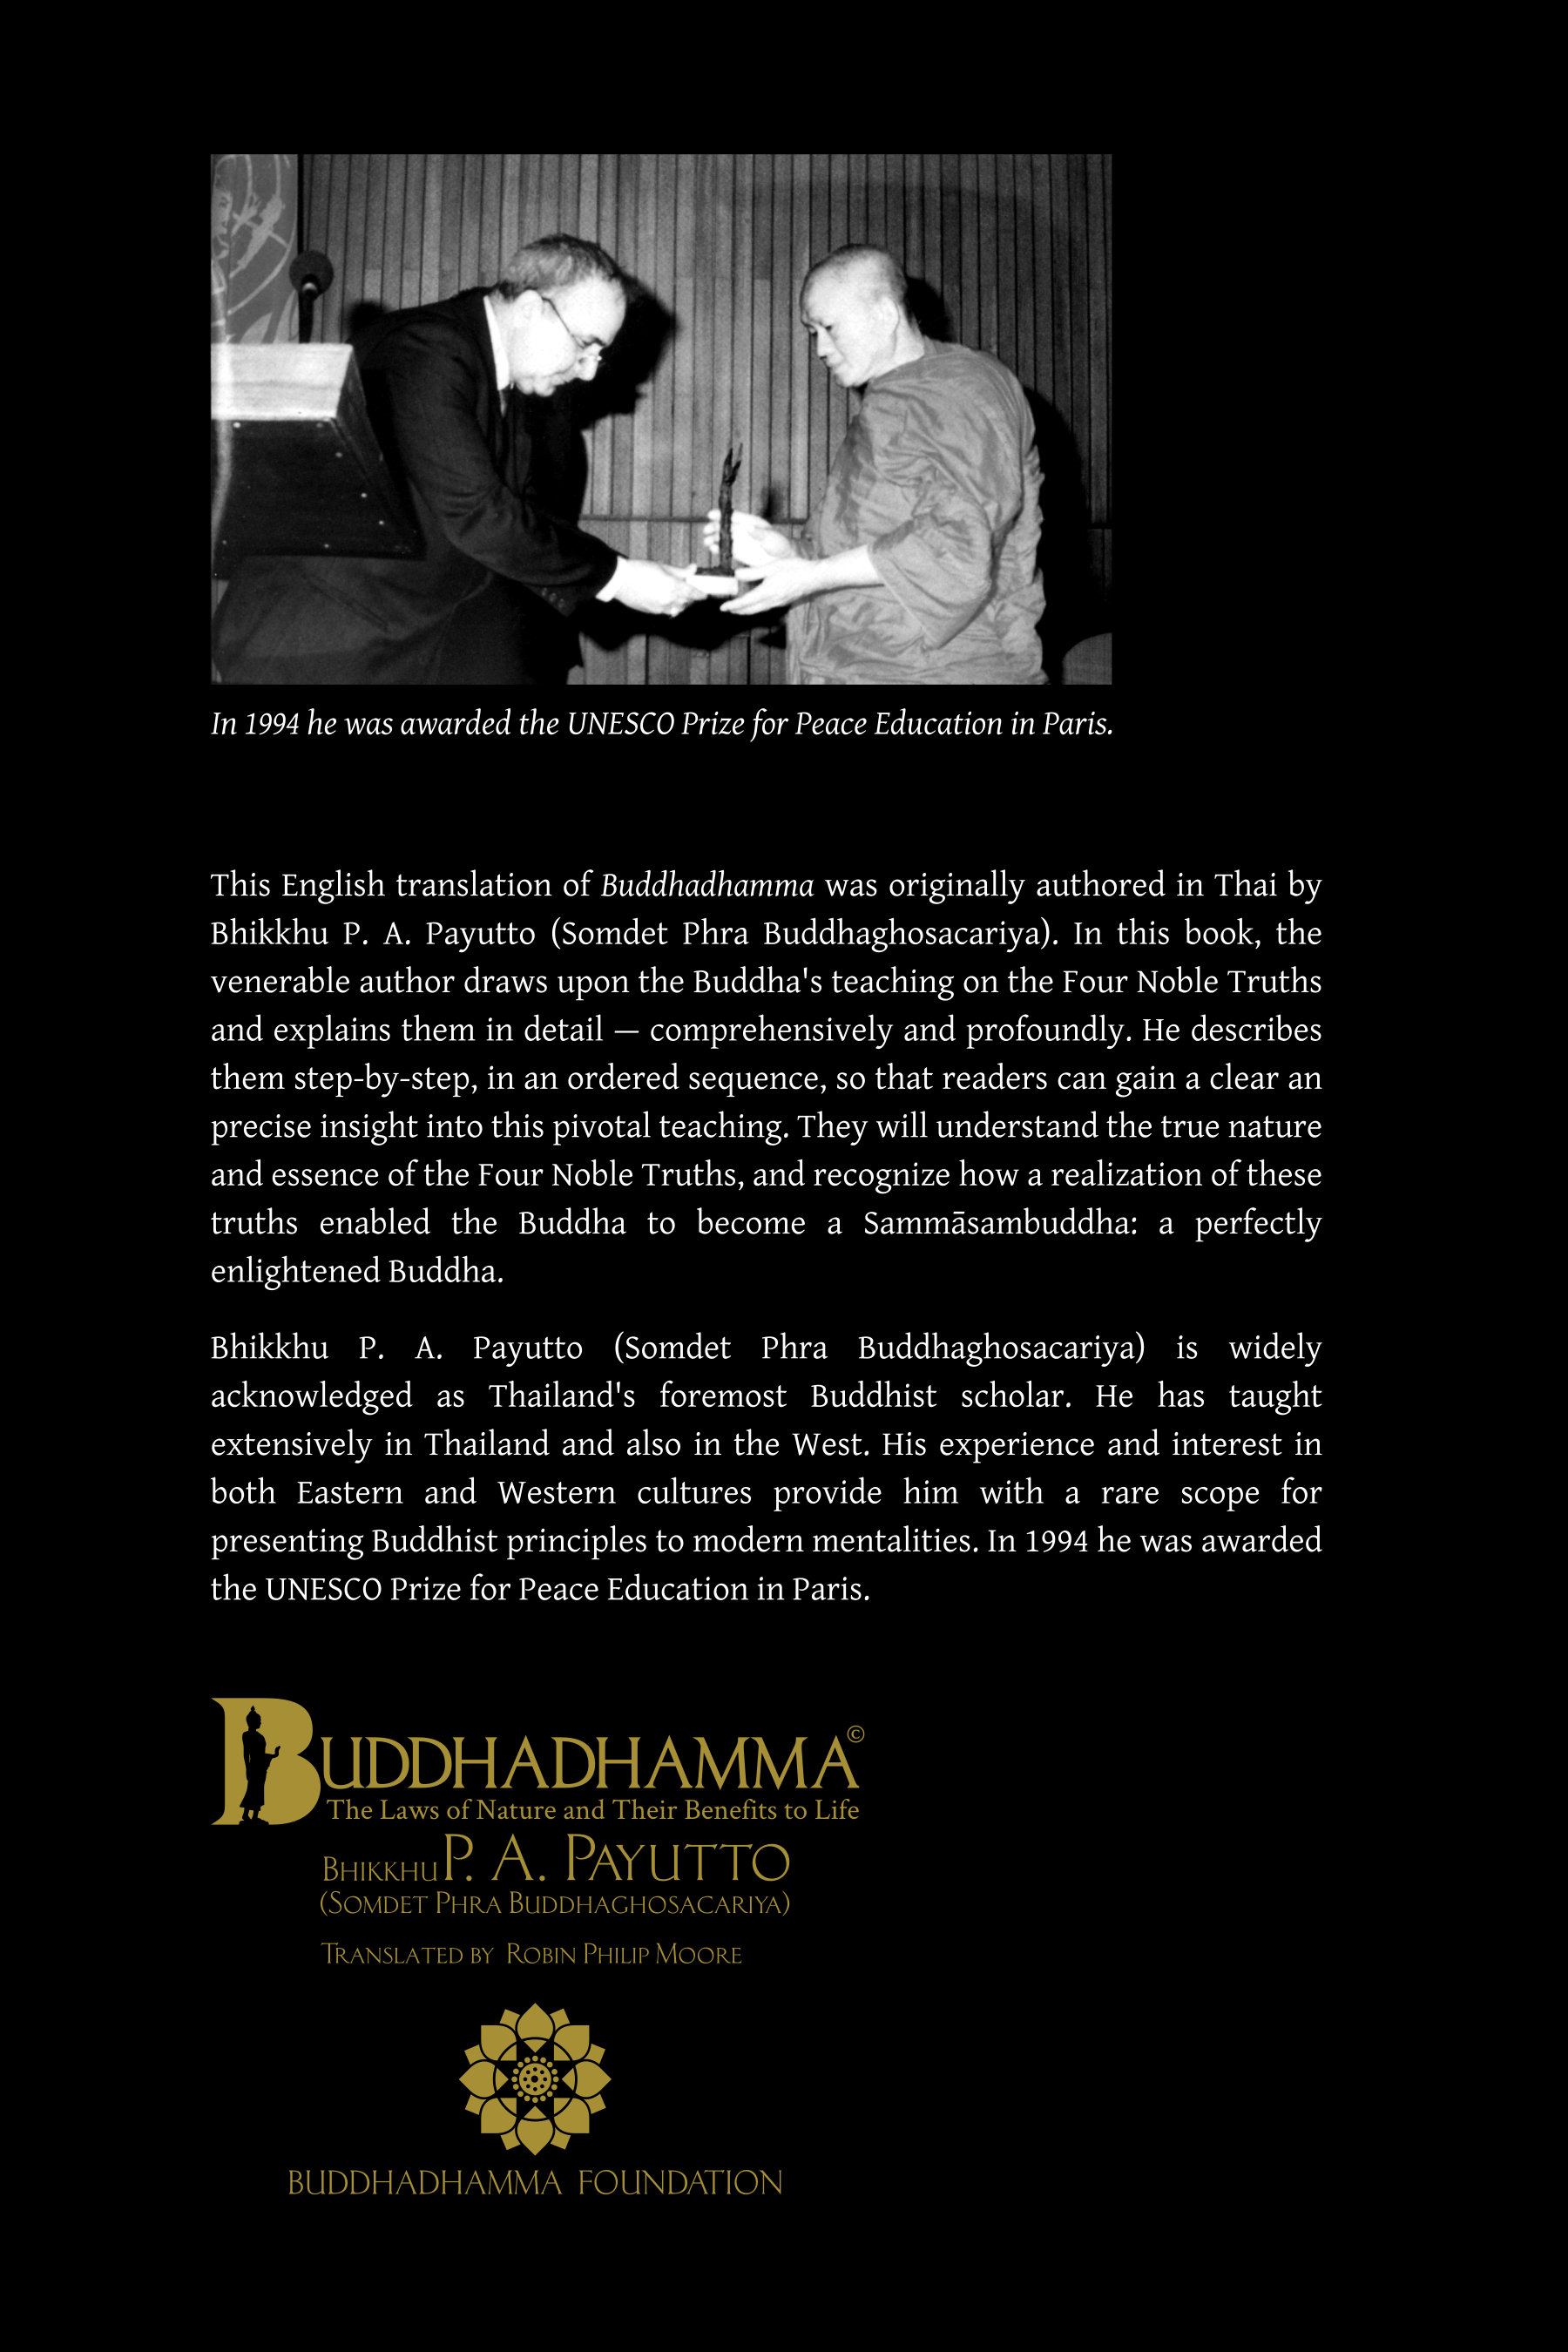 In 1994 he was awarded the UNESCO Prize for Peace Education in Paris.
This English translation of Buddhadhamma was originally authored in Thai by
Bhikkhu P. A. Payutto (Somdet Phra Buddhaghosacariya). In this book, the
venerable author draws upon the Buddha's teaching on the Four Noble Truths
and explains them in detail — comprehensively and profoundly. He describes
them step-by-step, in an ordered sequence, so that readers can gain a clear an
precise insight into this pivotal teaching. They will understand the true nature
and essence of the Four Noble Truths, and recognize how a realization of these
truths enabled the Buddha to become a Sammāsambuddha: a perfectly
enlightened Buddha.
Bhikkhu P. A. Payutto (Somdet Phra Buddhaghosacariya) is widely
acknowledged as Thailand's foremost Buddhist scholar. He has taught
extensively in Thailand and also in the West. His experience and interest in
both Eastern and Western cultures provide him with a rare scope for
presenting Buddhist principles to modern mentalities. In 1994 he was awarded
the UNESCO Prize for Peace Education in Paris.
BUDDHADHAMMA©
The Laws of Nature and Their Benefits to Life
BHIKKHU P. A. PAYUTTO
(SOMDET PHRA BUDDHAGHOSACARIYA)
TRANSLATED BY ROBIN PHILIP MOORE
BUDDHADHAMMA FOUNDATION